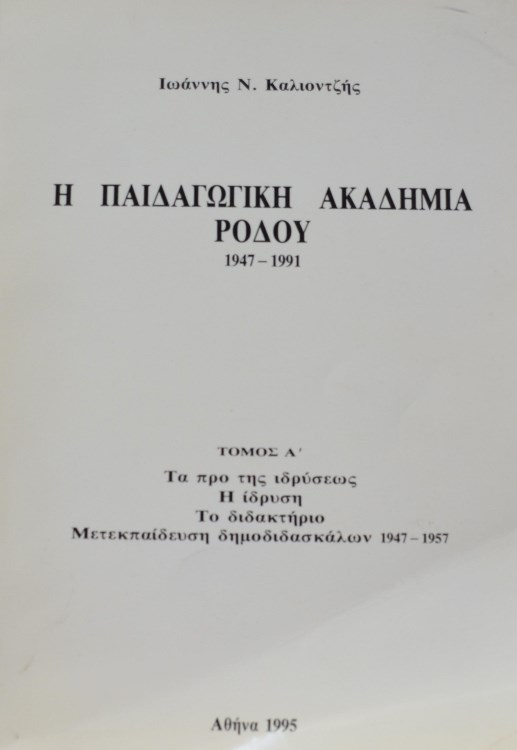 Ιωάννης Ν. Καλιοντζής
Η ΠΑΙΔΑΓΩΓΙΚΗ ΑΚΑΔΗΜΙΑ
ΡΟΔΟΥ
1947 – 1991
ΤΟΜΟΣ Α'
Τα προ της ιδρύσεως
Η ίδρυση
Το διδακτήριο
Μετεκπαίδευση δημοδιδασκάλων 1947 – 1957
Αθήνα 1995